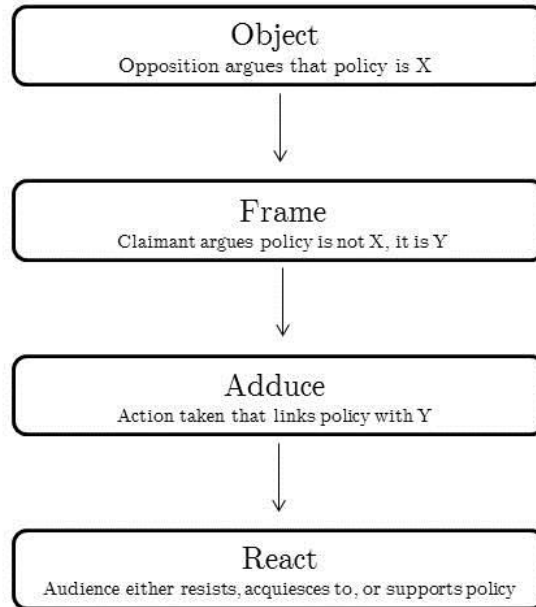 Object
Opposition argues that policy is X
Frame
Claimant argues policy is not X, it is Y
Adduce
Action taken that links policy with Y
React
Audience either resists, acquiesces to, or supports policy